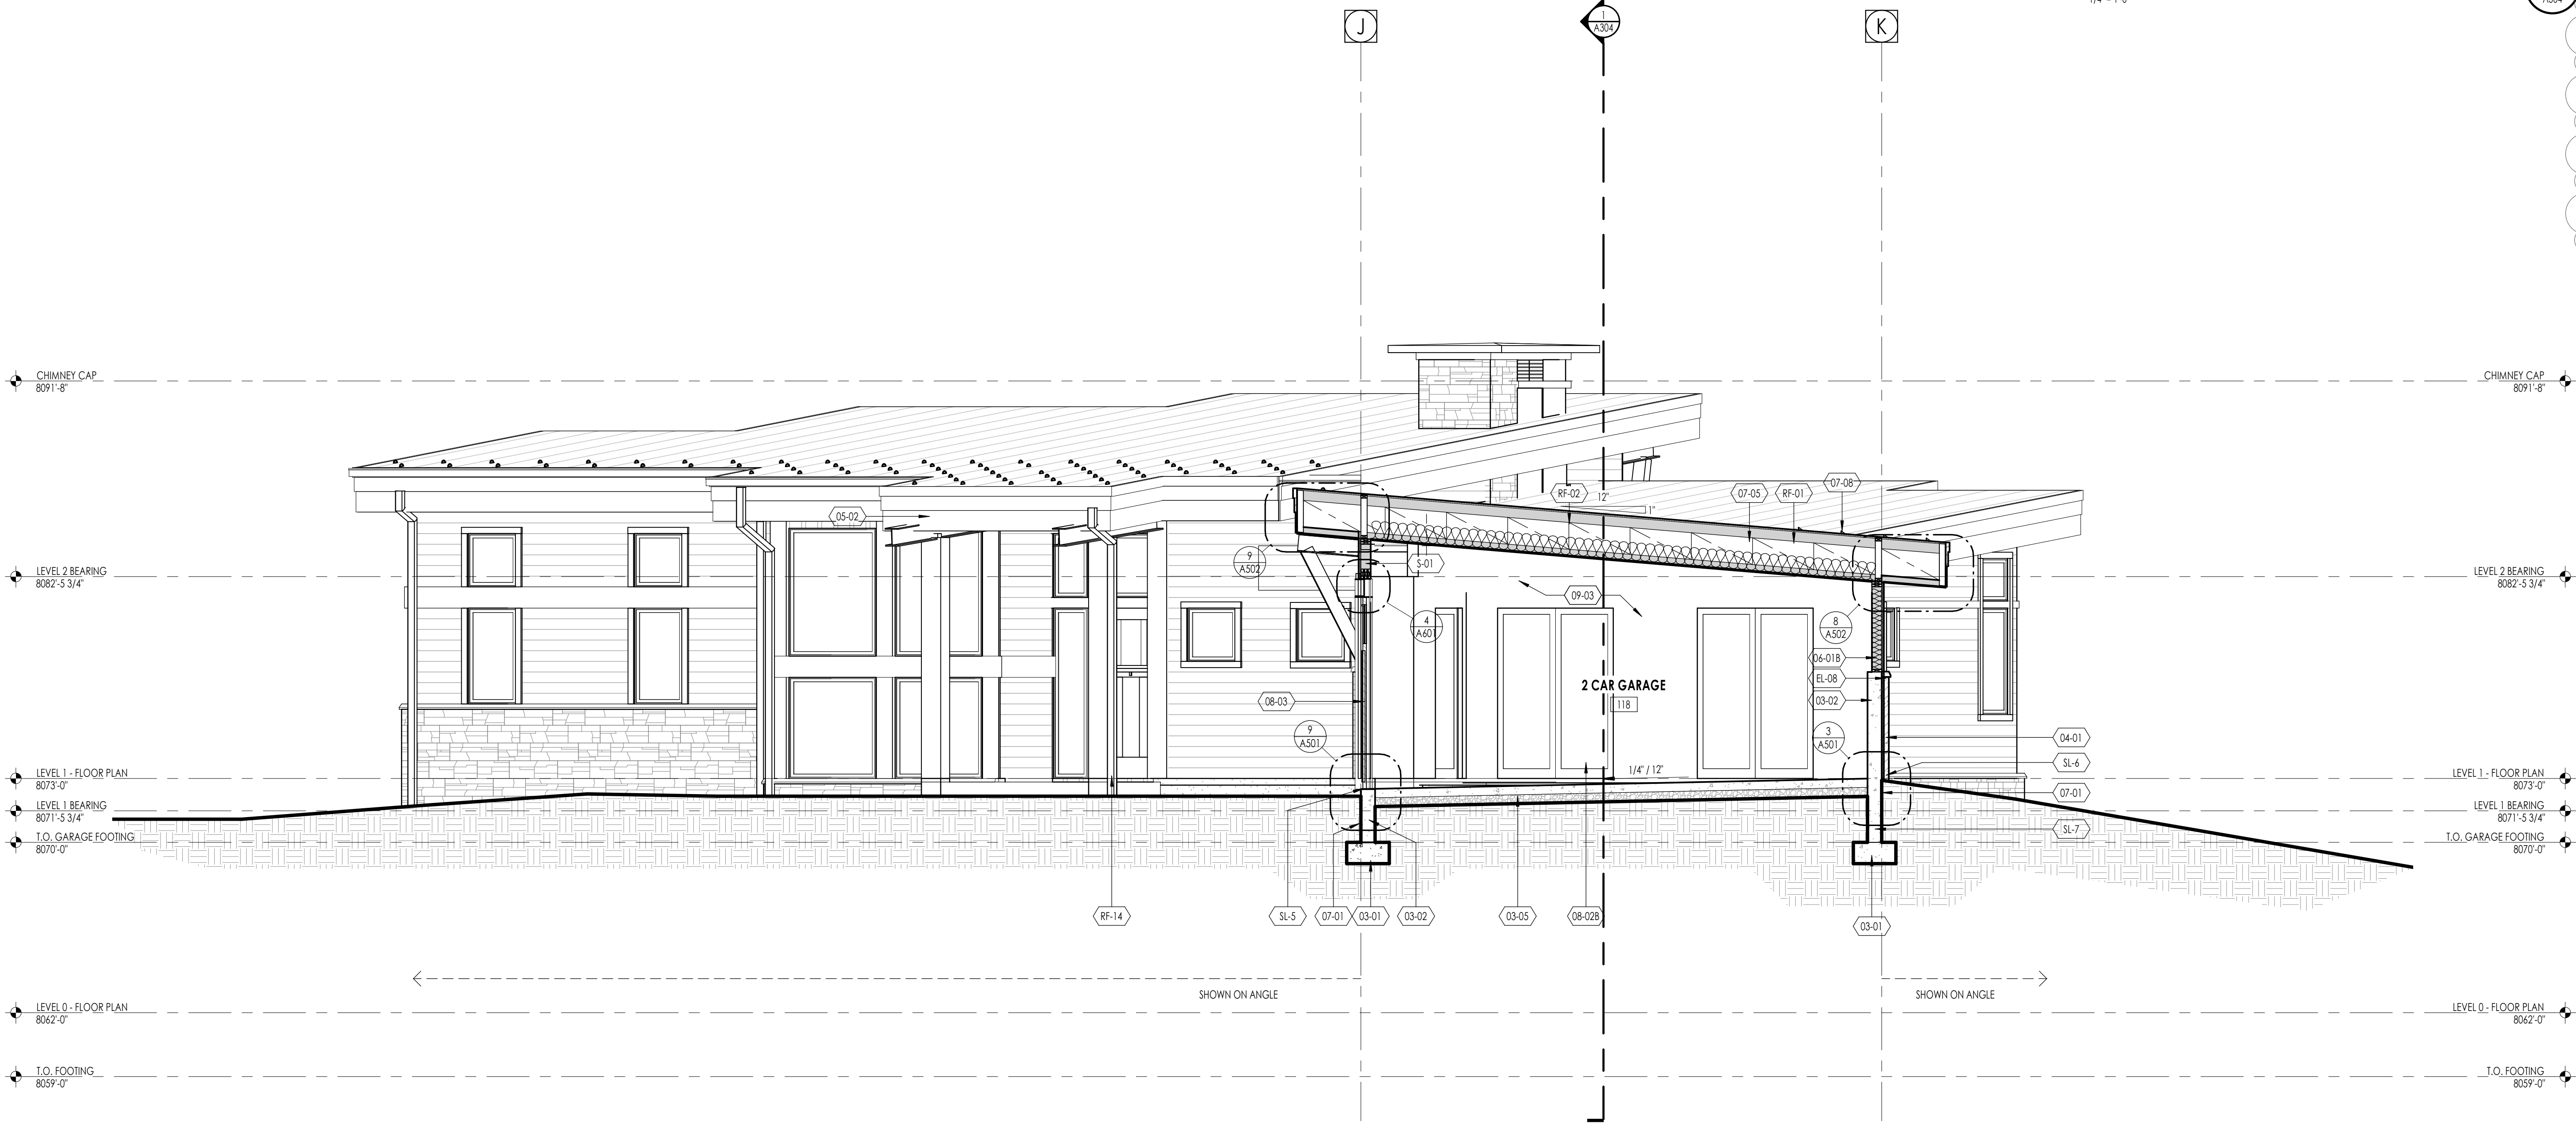 J
1
A304
K
CHIMNEY CAP
8091'-8"
CHIMNEY CAP
8091'-8"
05-02
RF-02
12"
1"
07-05
RF-01
07-08
9
A502
S-01
LEVEL 2 BEARING
8082'-5 3/4"
LEVEL 2 BEARING
8082'-5 3/4"
09-03
4
A601
8
A502
06-01B
EL-08
03-02
2 CAR GARAGE
118
08-03
9
A501
3
A501
04-01
SL-6
07-01
SL-7
1/4" / 12"
LEVEL 1 - FLOOR PLAN
8073'-0"
LEVEL 1 - FLOOR PLAN
8073'-0"
LEVEL 1 BEARING
8071'-5 3/4"
LEVEL 1 BEARING
8071'-5 3/4"
T.O. GARAGE FOOTING
8070'-0"
T.O. GARAGE FOOTING
8070'-0"
RF-14
SL-5
07-01
03-01
03-02
03-05
08-02B
03-01
SHOWN ON ANGLE
SHOWN ON ANGLE
LEVEL 0 - FLOOR PLAN
8062'-0"
LEVEL 0 - FLOOR PLAN
8062'-0"
T.O. FOOTING
8059'-0"
T.O. FOOTING
8059'-0"